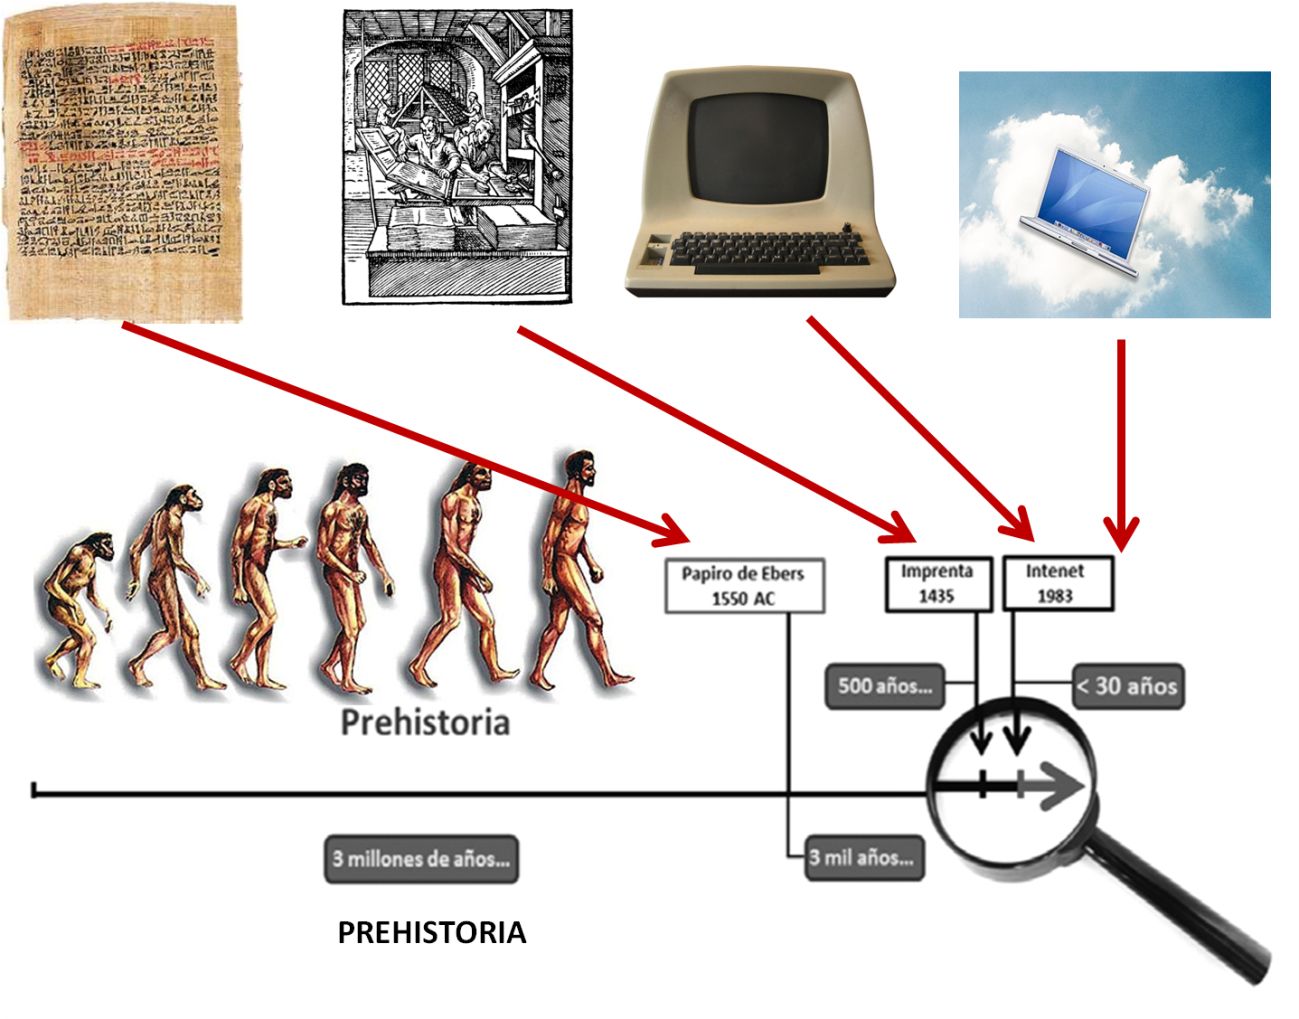 Papiro de Ebers
1550 AC
Imprenta
1435
Intenet
1983
500 años...
< 30 años
Prehistoria
3 millones de años...
3 mil años...
PREHISTORIA